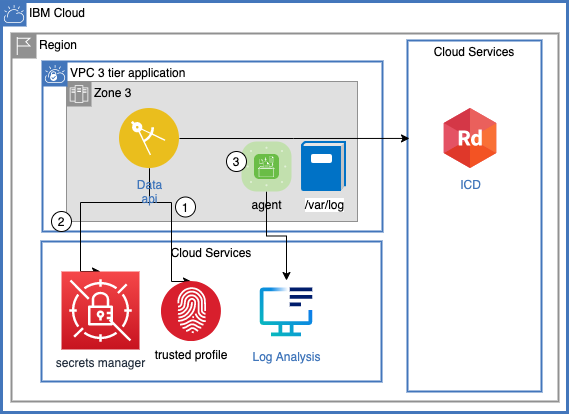 IBM Cloud
Region
Cloud Services
VPC 3 tier application
Zone 3
Rd
3
Data
api
ICD
agent
/var/log
1
2
Cloud Services
secrets manager
trusted profile
Log Analysis